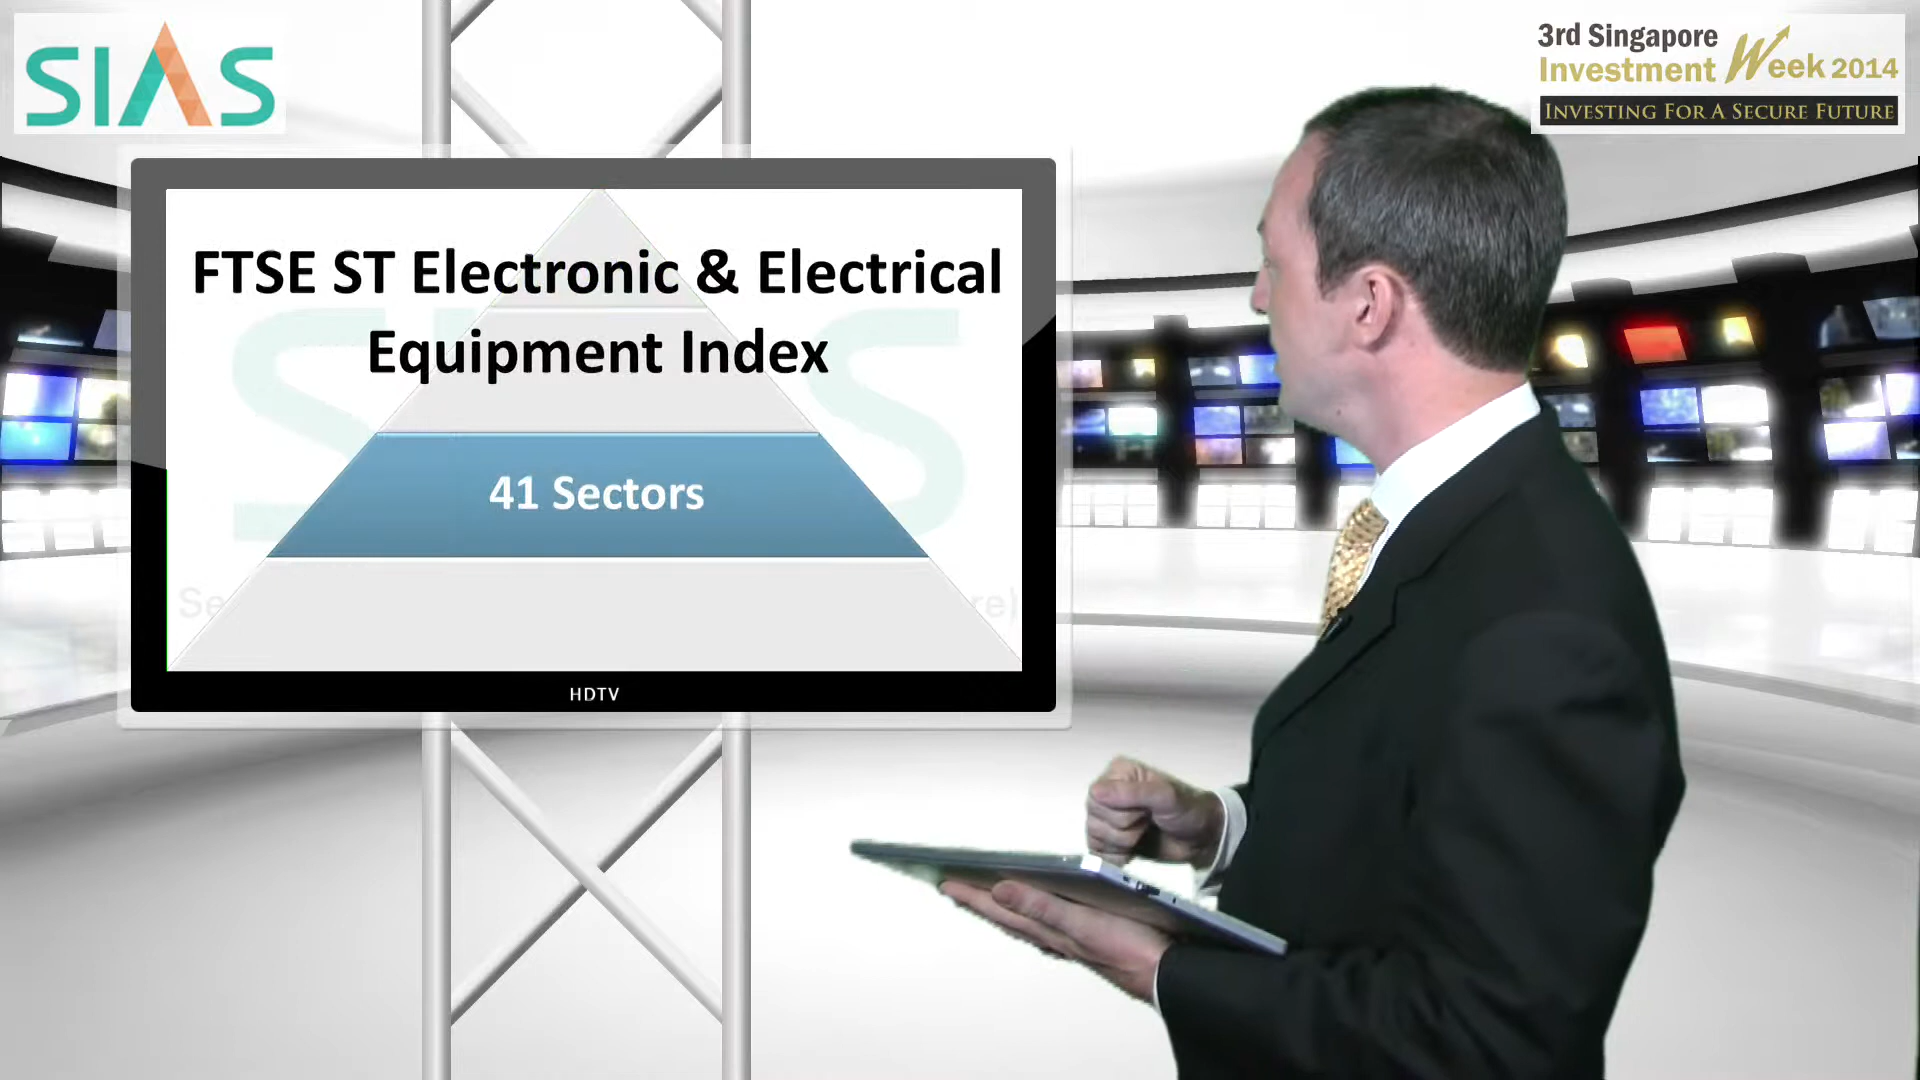 SIAS
3rd Singapore
Investment Week 2014
INVESTING FOR A SECURE FUTURE
FTSE ST Electronic & Electrical
Equipment Index
41 Sectors
HDTV